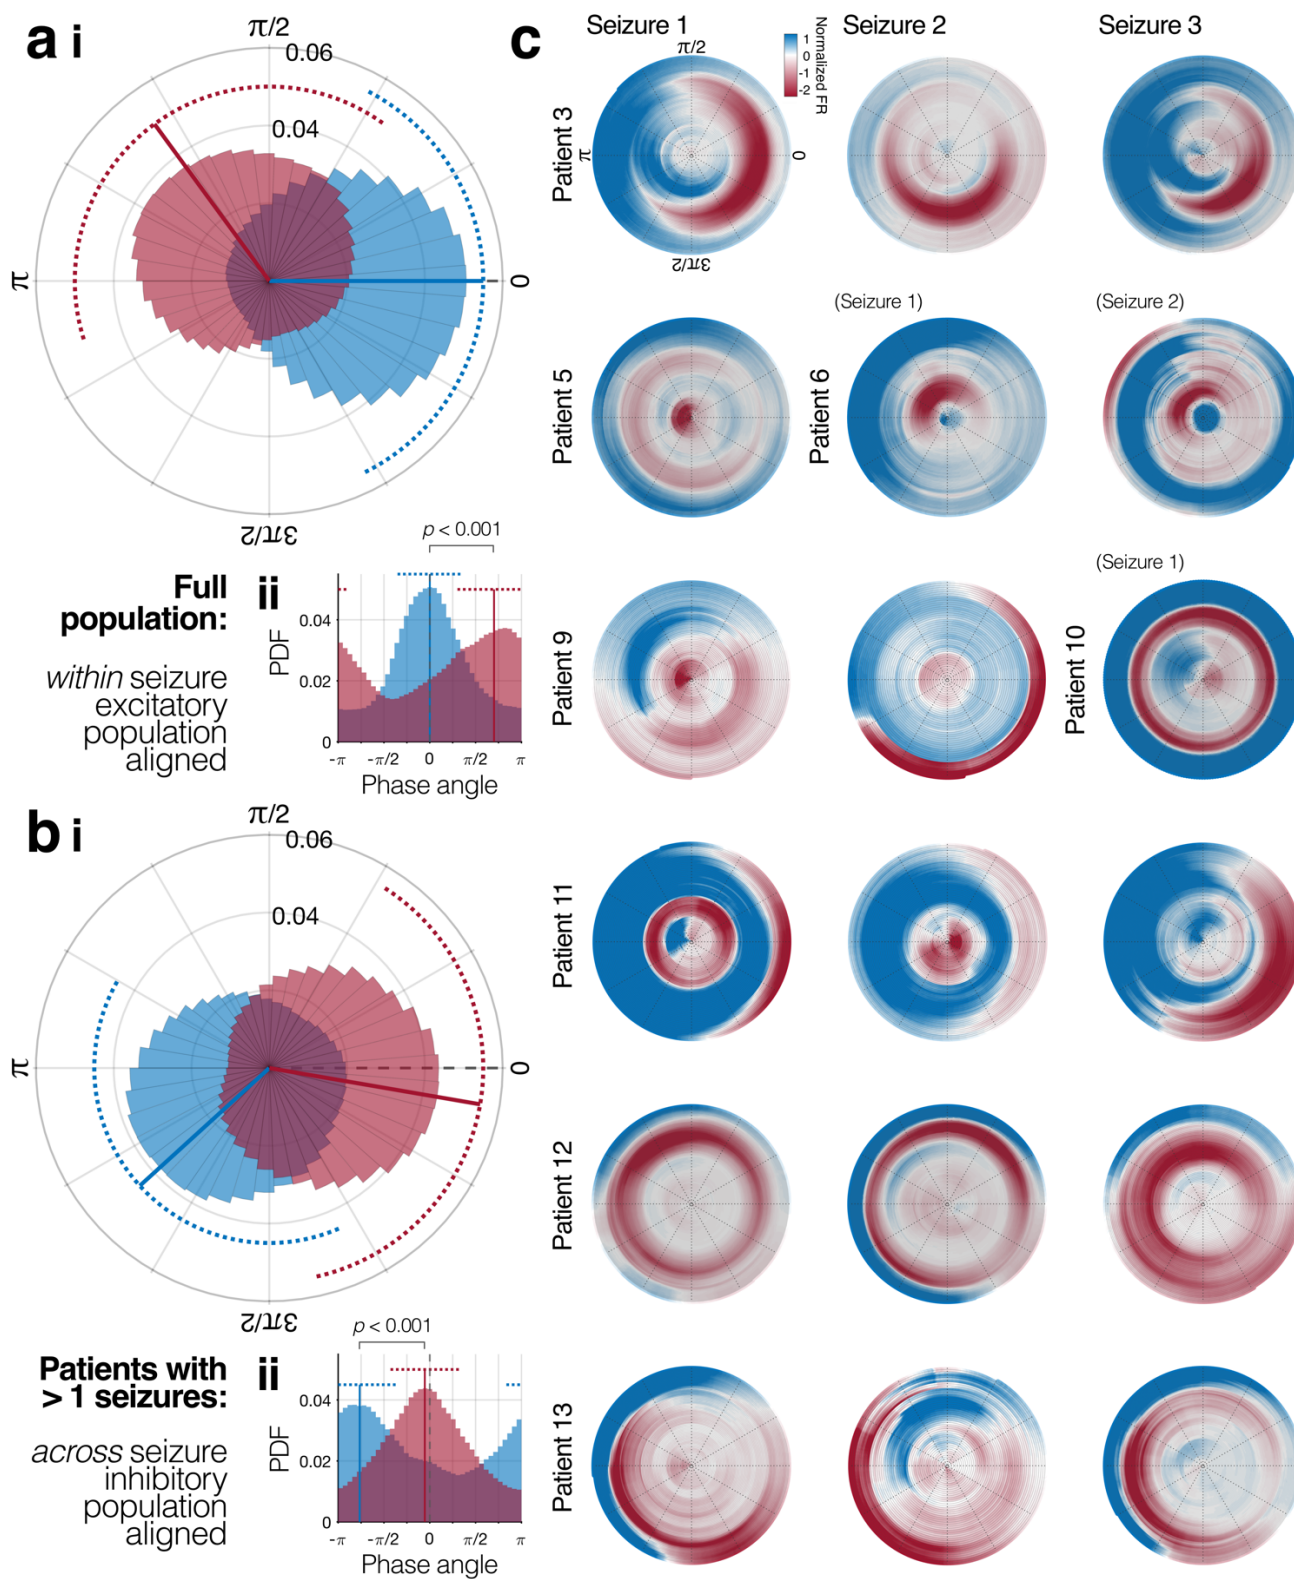 a i
π/2
0.06
0.04
π
0
3π/2
Full
population:
within seizure
excitatory
population
aligned
ii
p < 0.001
PDF
0.04
0.02
0
-π
-π/2
0
π/2
π
Phase angle
b i
π/2
0.06
0.04
π
0
3π/2
Patients with
> 1 seizures:
across seizure
inhibitory
population
aligned
ii
p < 0.001
PDF
0.04
0.02
0
-π
-π/2
0
π/2
π
Phase angle
c
Seizure 1
Seizure 2
Seizure 3
Normalized FR
1
0
-1
-2
Patient 3
π/2
π
0
3π/2
Patient 5
(Seizure 1)
Patient 6
(Seizure 2)
Patient 9
(Seizure 1)
Patient 10
Patient 11
Patient 12
Patient 13